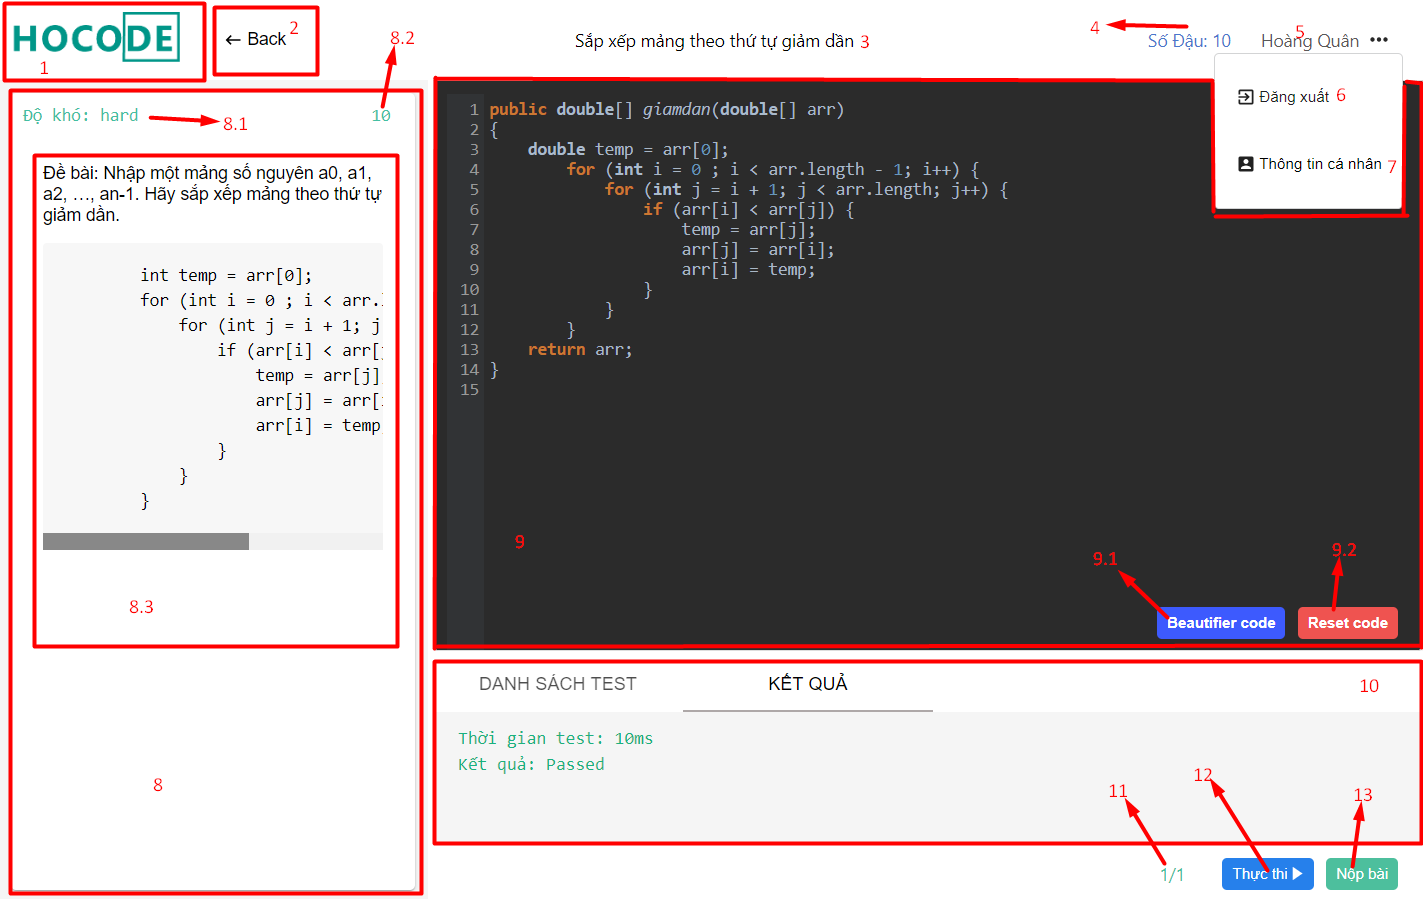 HOCODE
1
← Back 2
Sắp xếp mảng theo thứ tự giảm dần 3
4
Số Đậu: 10
5
Hoàng Quân •••
Đăng xuất 6
Thông tin cá nhân 7
8.2
Độ khó: hard
8.1
10
Đề bài: Nhập một mảng số nguyên a0, a1,
a2, …, an-1. Hãy sắp xếp mảng theo thứ tự
giảm dần.
int temp = arr[0];
for (int i = 0 ; i < arr.
for (int j = i + 1; j
if (arr[i] < arr[
temp = arr[j]
arr[j] = arr[
arr[i] = temp
}
}
}
8.3
8
1 public double[] giamdan(double[] arr)
2 {
3 double temp = arr[0];
4 for (int i = 0 ; i < arr.length - 1; i++) {
5 for (int j = i + 1; j < arr.length; j++) {
6 if (arr[i] < arr[j]) {
7 temp = arr[j];
8 arr[j] = arr[i];
9 arr[i] = temp;
10 }
11 }
12 }
13 return arr;
14 }
15
9
9.1
9.2
Beautifier code
Reset code
DANH SÁCH TEST
KẾT QUẢ
10
Thời gian test: 10ms
Kết quả: Passed
11
12
13
1/1
Thực thi
Nộp bài